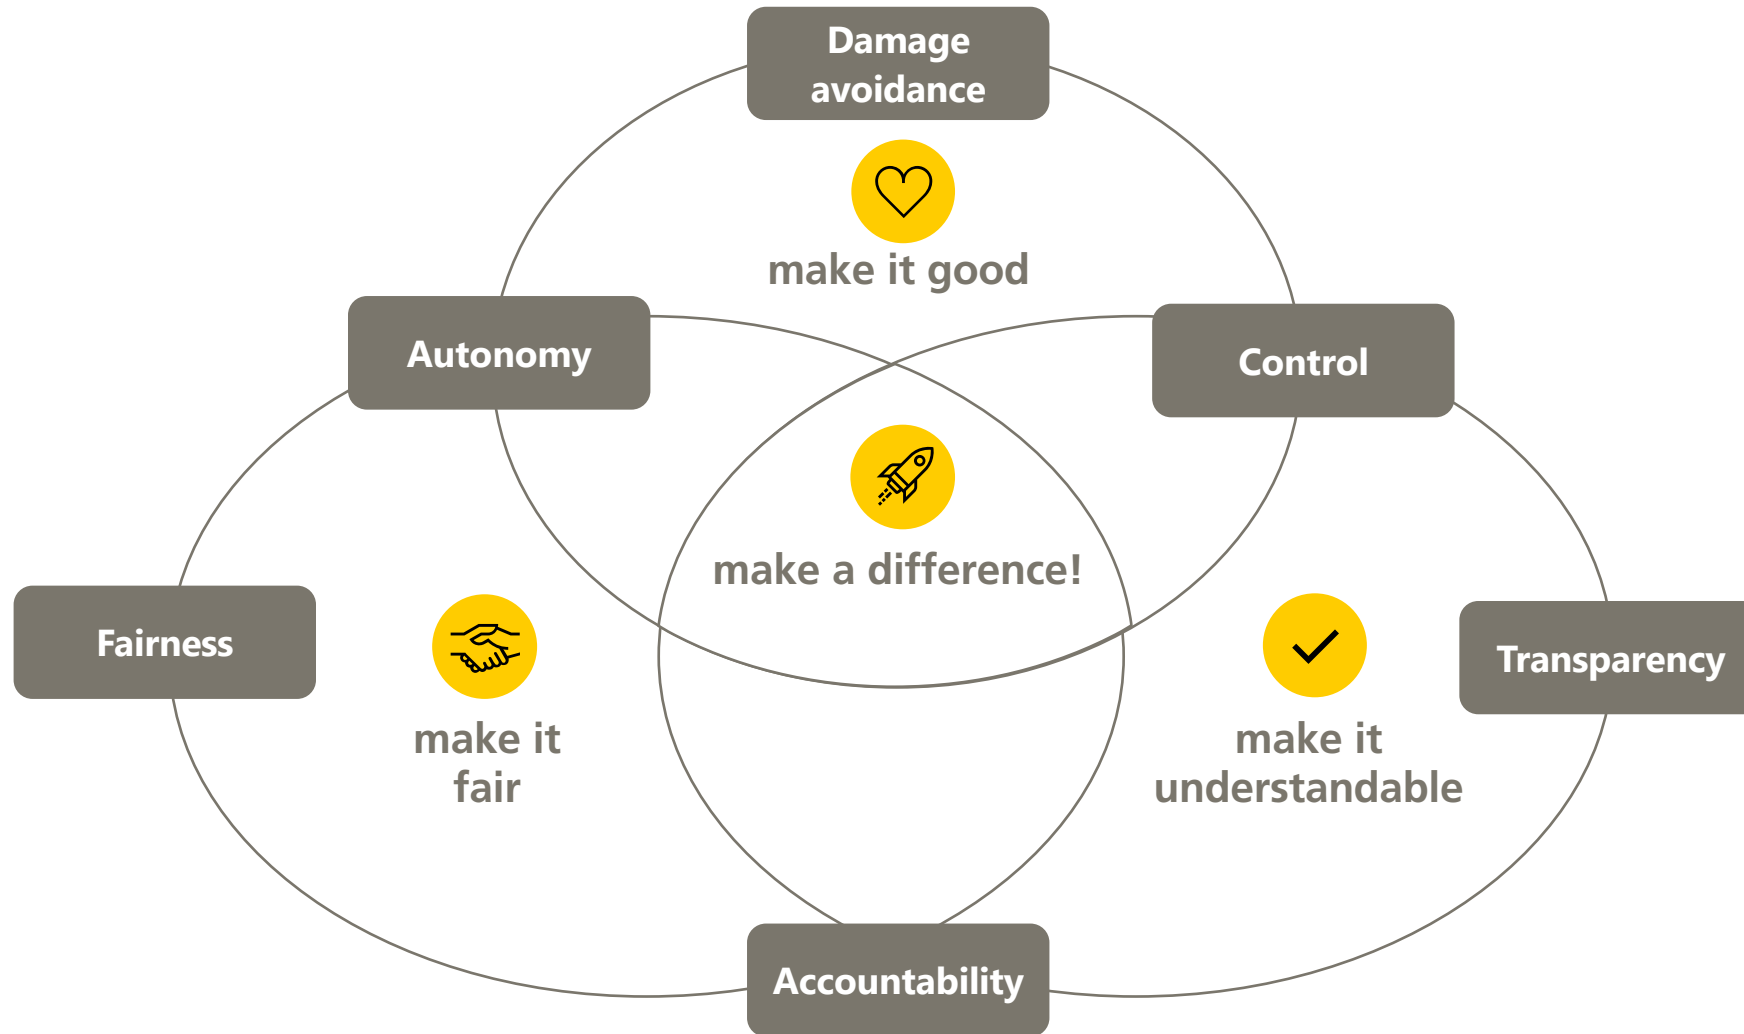 Damage
avoidance
make it good
Autonomy
Control
make a difference!
Fairness
Transparency
make it
fair
make it
understandable
Accountability